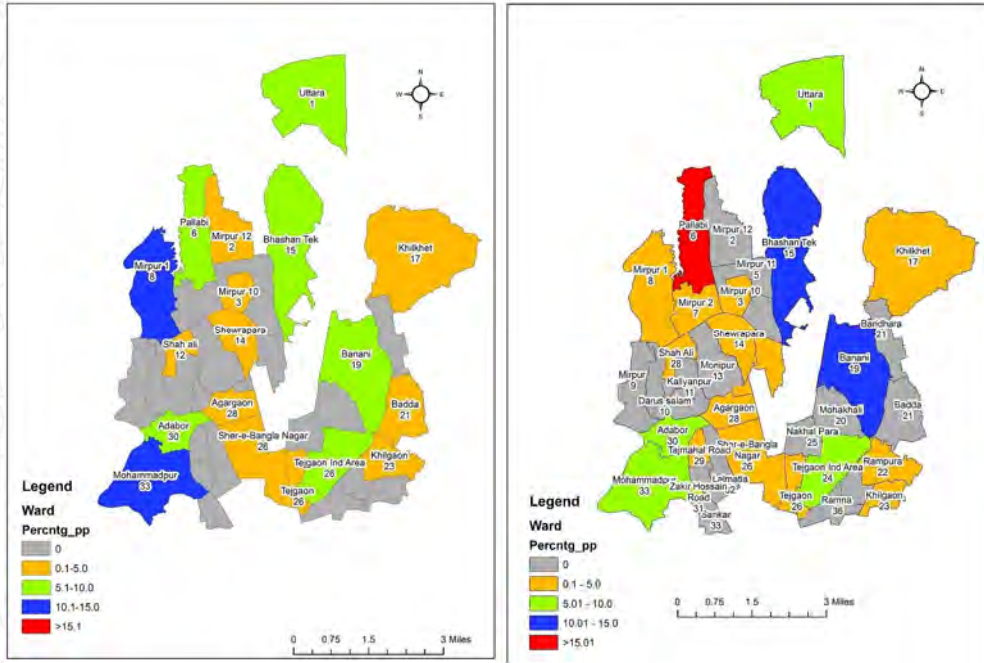 N
W
E
S
Uttara
1
Pallabi
6
Mirpur 12
2
Bhashan Tek
15
Khilkhet
17
Mirpur 1
8
Mirpur 10
3
Shewrapara
14
Shah ali
12
Banani
19
Badda
21
Agargaon
28
Adabor
30
Sher-e-Bangla Nagar
26
Khilgaon
23
Mohammadpur
33
Tejgaon Ind Area
26
Tejgaon
26
Legend
Ward
Percntg_pp
0
0.1-5.0
5.1-10.0
10.1-15.0
>15.1
0 0.75 1.5 3 Miles
N
W
E
S
Uttara
1
Pallabi
6
Mirpur 12
2
Bhashan Tek
15
Khilkhet
17
Mirpur 1
8
Mirpur 11
5
Mirpur 10
3
Mirpur 2
7
Shewrapara
14
Bandhara
21
Shah Ali
28
Monipur
13
Banani
19
Mirpur
9
Kallyanpur
11
Darus salam
10
Badda
21
Mohakhali
20
Agargaon
28
Nakhal Para
25
Adabor
30
Tajmahal Road
29
Sher-e-Bangla
Nagar
26
Rampura
22
Tejgaon Ind Area
24
Mohammadpur
33
Zakir Hossain
Road
31
Lalmatia
32
Tejgaon
26
Ramna
36
Khilgaon
23
Sankar
33
Legend
Ward
Percntg_pp
0
0.1 - 5.0
5.01 - 10.0
10.01 - 15.0
>15.01
0 0.75 1.5 3 Miles